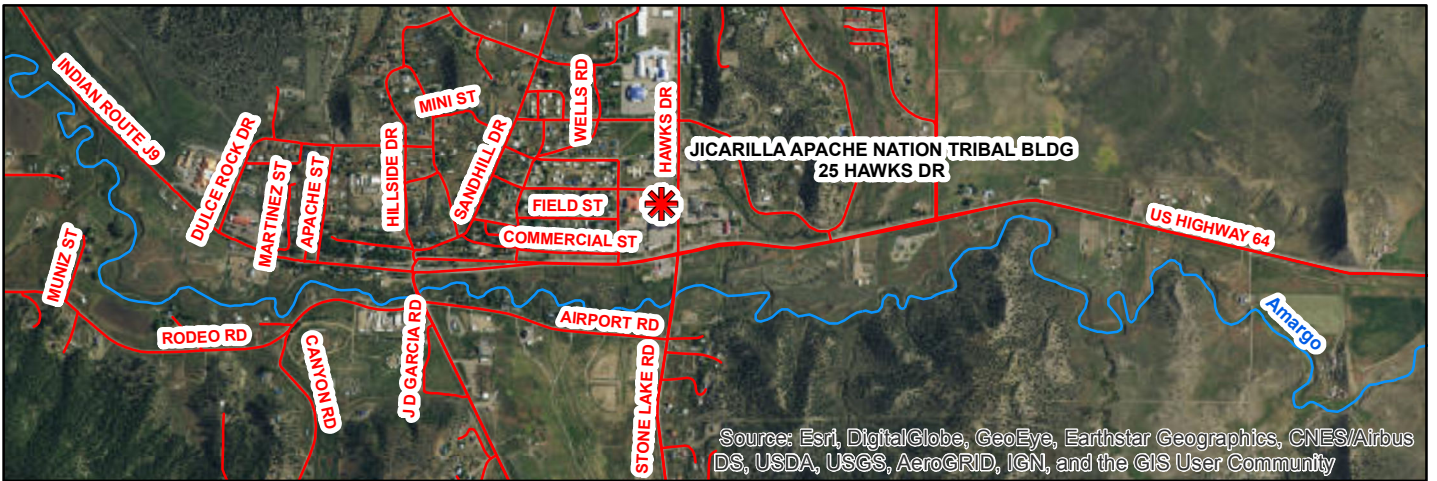 INDIAN ROUTE J9
DULCE ROCK DR
MARTINEZ ST
APACHE ST
HILLSIDE DR
MINI ST
SANDHILL DR
WELLS RD
HAWKS DR
JICARILLA APACHE NATION TRIBAL BLDG
25 HAWKS DR
FIELD ST
COMMERCIAL ST
US HIGHWAY 64
MUNIZ ST
RODEO RD
CANYON RD
J D GARCIA RD
AIRPORT RD
STONE LAKE RD
Amargo
Source: Esri, DigitalGlobe, GeoEye, Earthstar Geographics, CNES/Airbus
DS, USDA, USGS, AeroGRID, IGN, and the GIS User Community